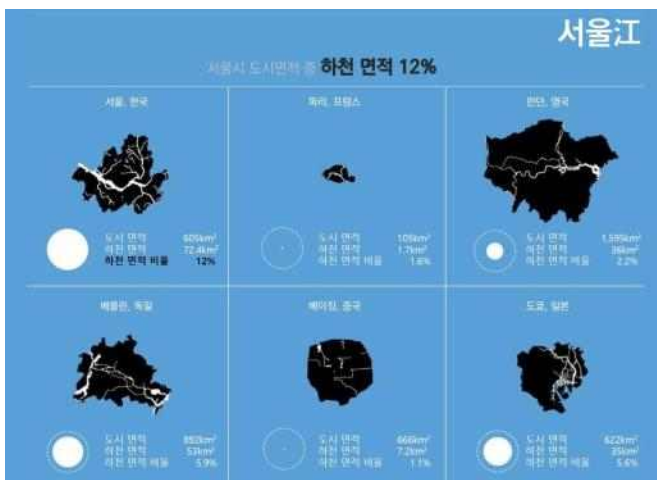 서울江
서울시 도시면적 중 하천 면적 12%
서울, 한국
도시 면적 605km²
하천 면적 72.4km²
하천 면적 비율 12%
파리, 프랑스
도시 면적 105km²
하천 면적 1.7km²
하천 면적 비율 1.6%
런던, 영국
도시 면적 1,595km²
하천 면적 36km²
하천 면적 비율 2.2%
베를린, 독일
도시 면적 892km²
하천 면적 53km²
하천 면적 비율 5.9%
베이징, 중국
도시 면적 666km²
하천 면적 7.2km²
하천 면적 비율 1.1%
도쿄, 일본
도시 면적 622km²
하천 면적 35km²
하천 면적 비율 5.6%